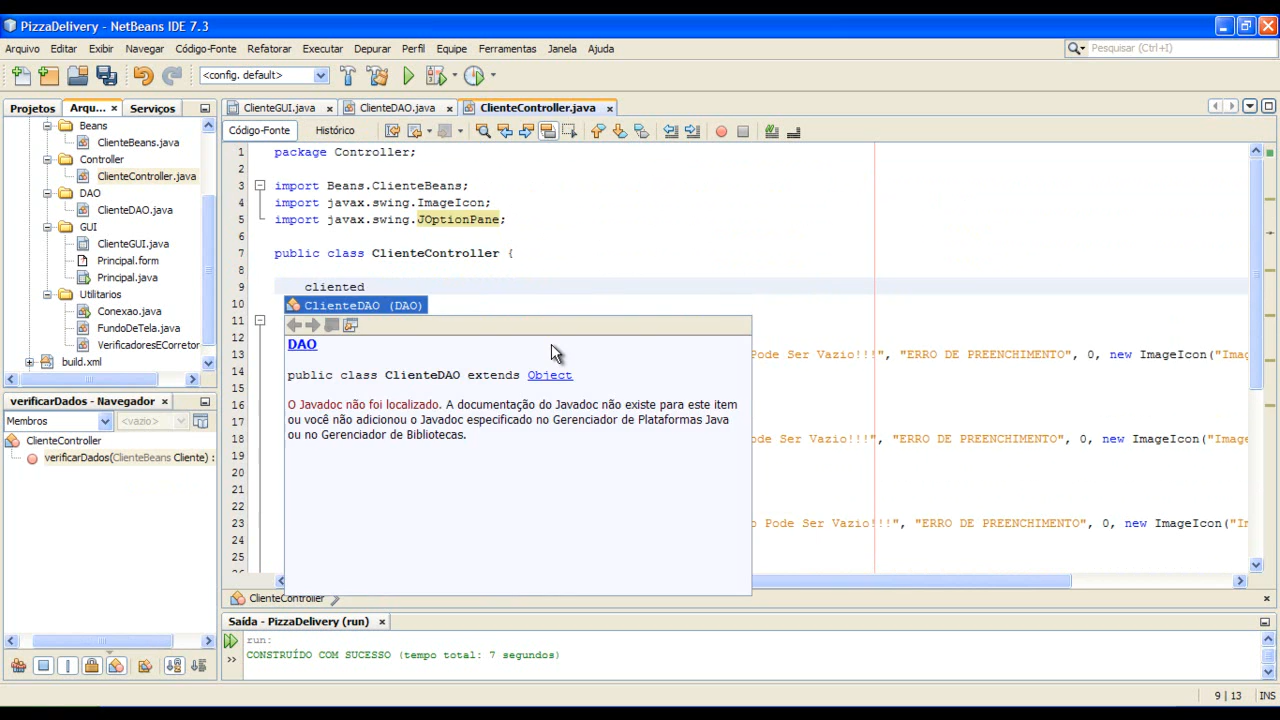 PizzaDelivery - NetBeans IDE 7.3
Arquivo Editar Exibir Navegar Código-Fonte Refatorar Executar Depurar Perfil Equipe Ferramentas Janela Ajuda
Pesquisar (Ctrl+I)
<config. default>
Projetos Arqu... Serviços
Beans
ClienteBeans.java
Controller
ClienteController.java
DAO
ClienteDAO.java
GUI
ClienteGUI.java
Principal.form
Principal.java
Utilitarios
Conexao.java
FundoDeTela.java
VerificadoresECorretor
build.xml
verificarDados - Navegador
Membros <vazio>
ClienteController
verificarDados(ClienteBeans Cliente) :
ClienteGUI.java ClienteDAO.java ClienteController.java
Código-Fonte Histórico
1 package Controller;
2
3 import Beans.ClienteBeans;
4 import javax.swing.ImageIcon;
5 import javax.swing.JOptionPane;
6
7 public class ClienteController {
8
9 cliented
10 ClienteDAO (DAO)
11
12 DAO
13 Pode Ser Vazio!!!", "ERRO DE PREENCHIMENTO", 0, new ImageIcon("Ima
14 public class ClienteDAO extends Object
15
16 O Javadoc não foi localizado. A documentação do Javadoc não existe para este item
17 ou você não adicionou o Javadoc especificado no Gerenciador de Plataformas Java
18 ou no Gerenciador de Bibliotecas. Pode Ser Vazio!!!", "ERRO DE PREENCHIMENTO", 0, new ImageIcon("Image
19
20
21
22
23 Pode Ser Vazio!!!", "ERRO DE PREENCHIMENTO", 0, new ImageIcon("I
24
25
ClienteController
Saída - PizzaDelivery (run)
run:
CONSTRUÍDO COM SUCESSO (tempo total: 7 segundos)
9 | 13 INS